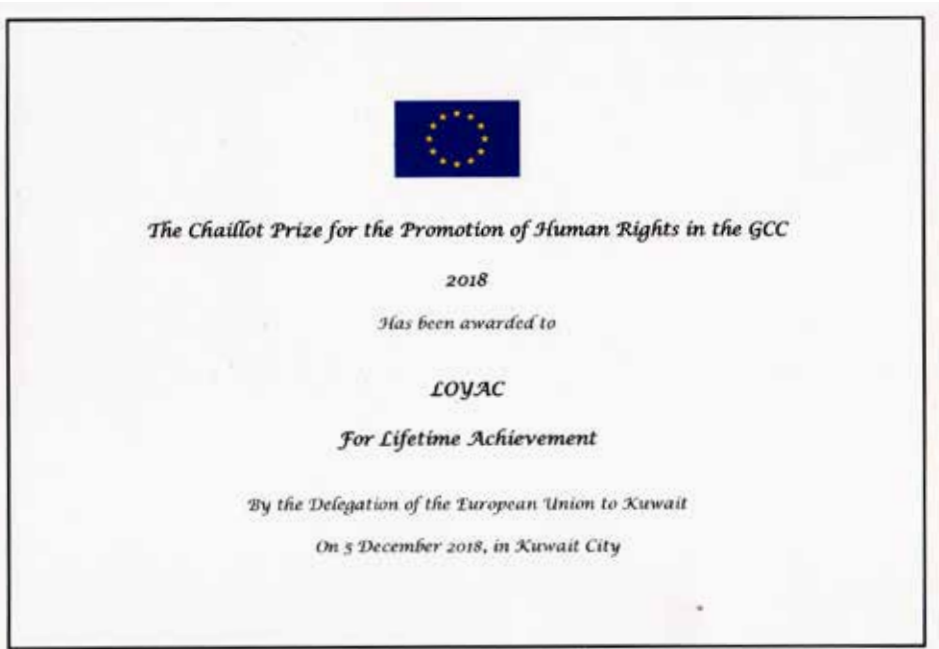 The Chaillot Prize for the Promotion of Human Rights in the GCC
2018
Has been awarded to
LOYAC
For Lifetime Achievement
By the Delegation of the European Union to Kuwait
On 5 December 2018, in Kuwait City